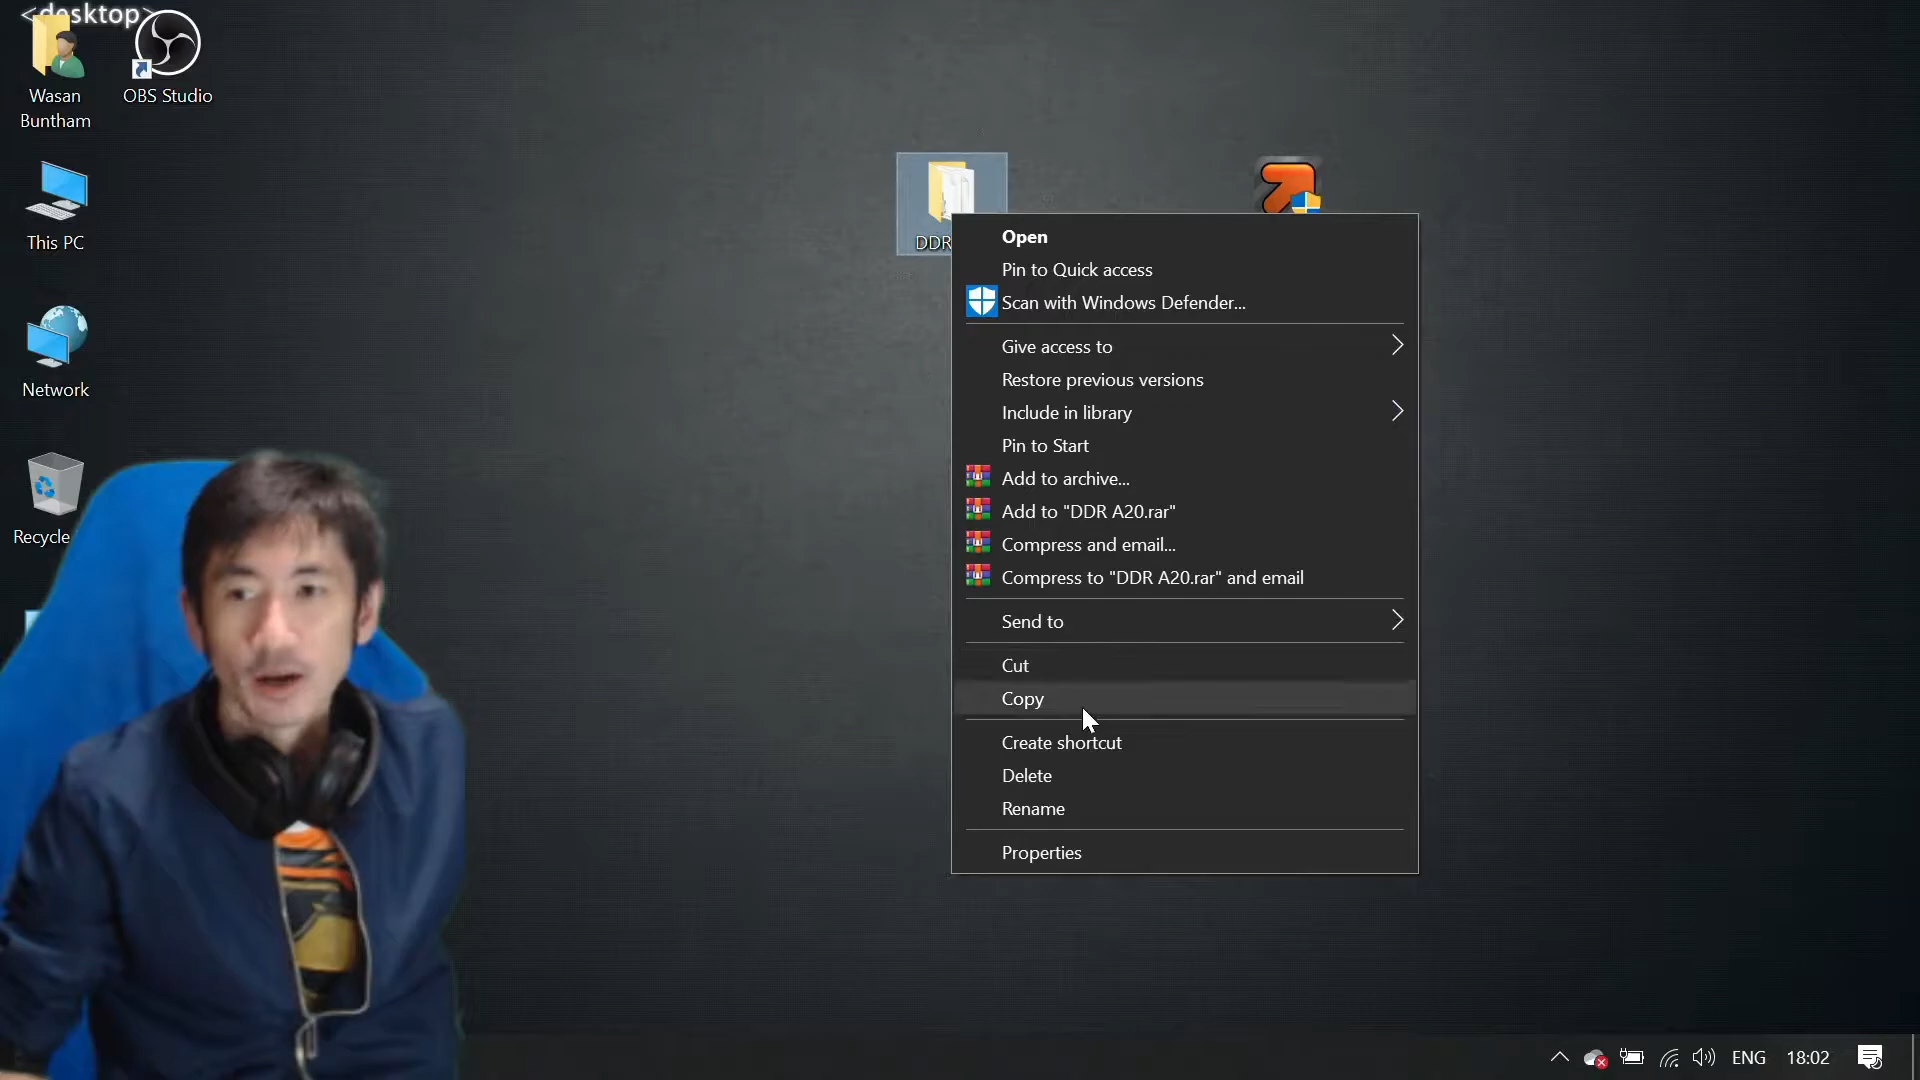 <desktop>
Wasan
Buntham
OBS Studio
This PC
Network
Recycle
DDR
Open
Pin to Quick access
Scan with Windows Defender...
Give access to
Restore previous versions
Include in library
Pin to Start
Add to archive...
Add to "DDR A20.rar"
Compress and email...
Compress to "DDR A20.rar" and email
Send to
Cut
Copy
Create shortcut
Delete
Rename
Properties
ENG
18:02